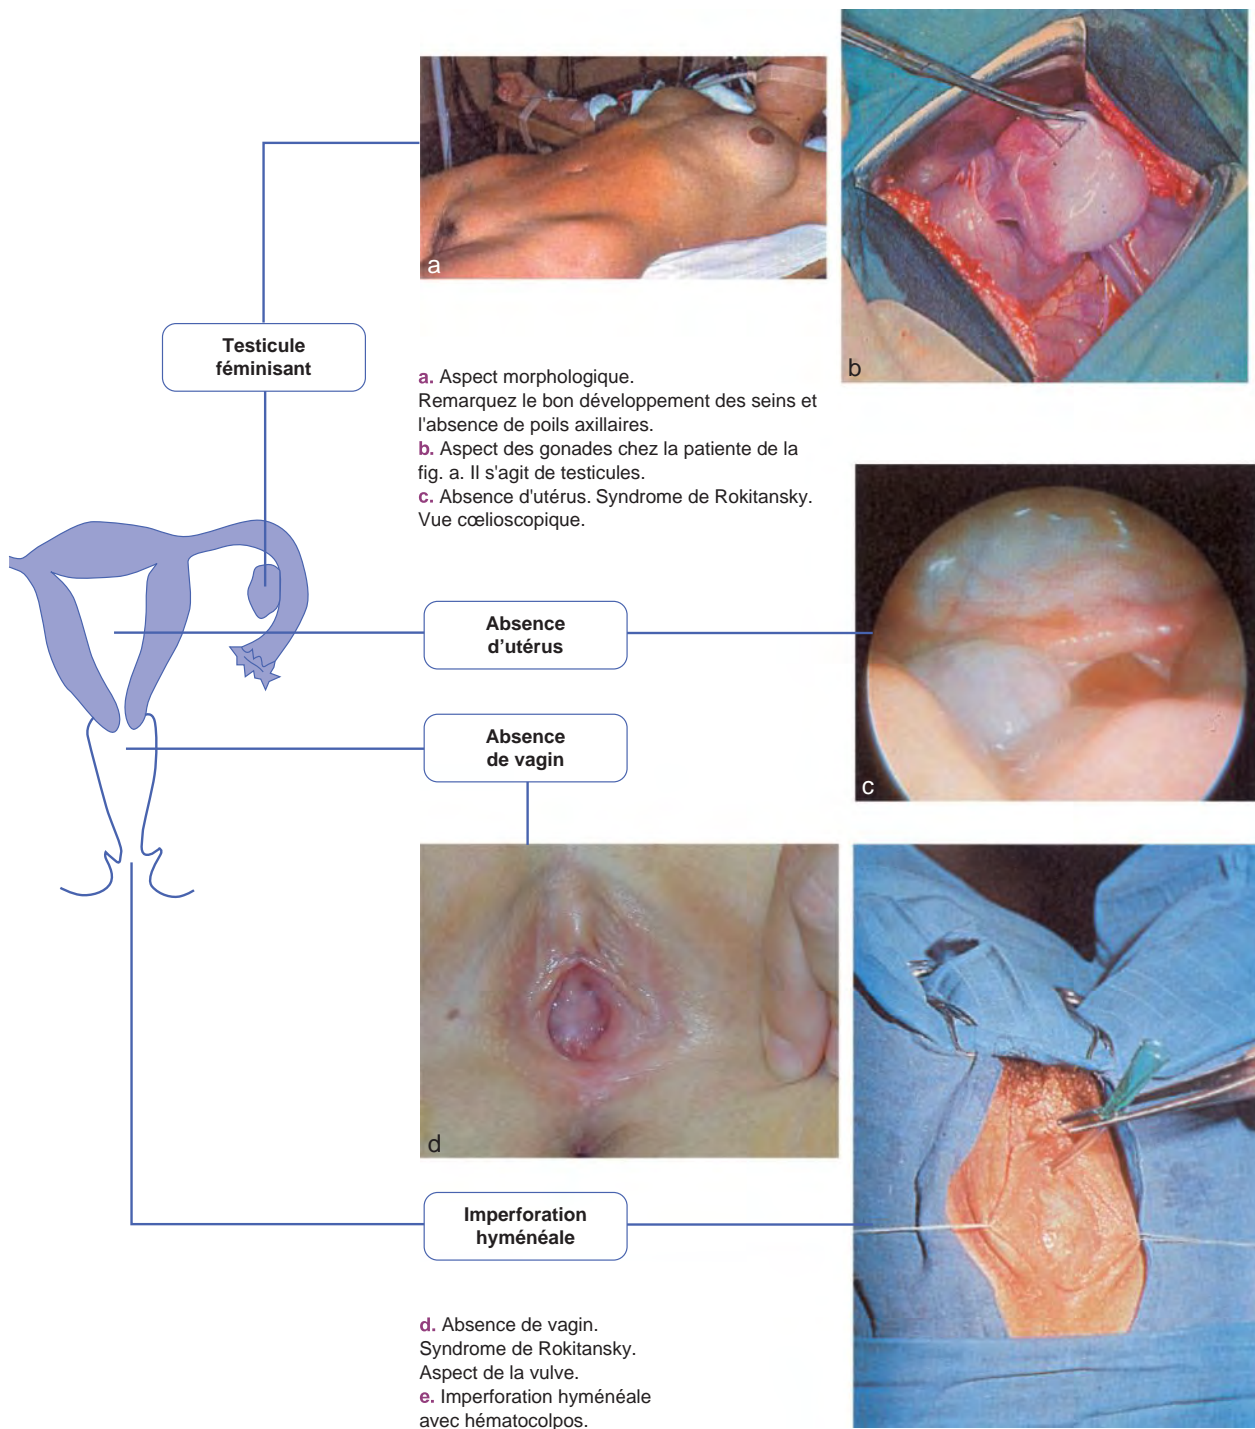 a
b
Testicule
féminisant
a. Aspect morphologique.
Remarquez le bon développement des seins et
l'absence de poils axillaires.
b. Aspect des gonades chez la patiente de la
fig. a. Il s'agit de testicules.
c. Absence d'utérus. Syndrome de Rokitansky.
Vue cœlioscopique.
Absence
d'utérus
Absence
de vagin
c
d
Imperforation
hyménéale
d. Absence de vagin.
Syndrome de Rokitansky.
Aspect de la vulve.
e. Imperforation hyménéale
avec hématocolpos.